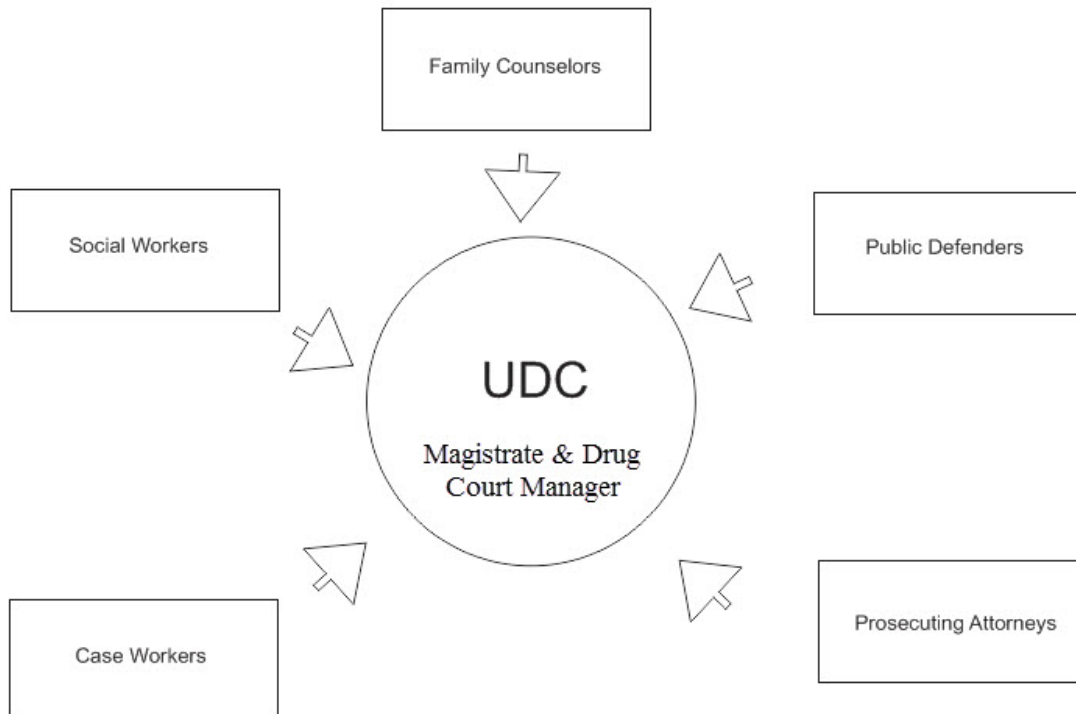 Family Counselors
Social Workers
Public Defenders
UDC
Magistrate & Drug
Court Manager
Case Workers
Prosecuting Attorneys